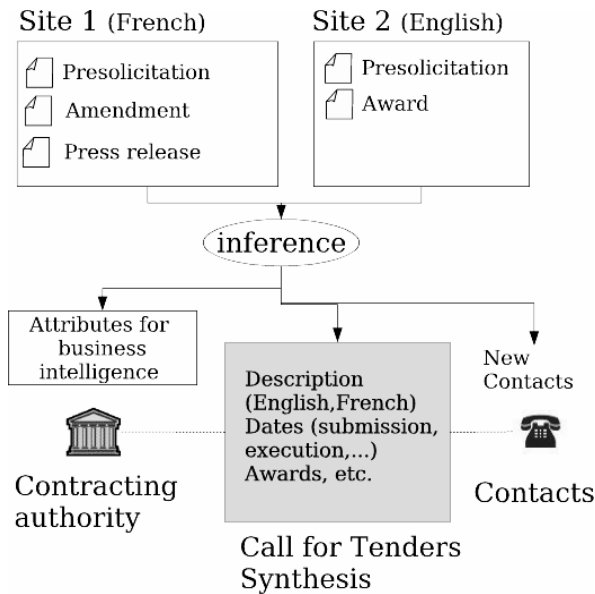 Site 1 (French)
Site 2 (English)
Presolicitation
Amendment
Press release
Presolicitation
Award
inference
Attributes for
business
intelligence
Description
(English,French)
Dates (submission,
execution,...)
Awards, etc.
New
Contacts
Contracting
authority
Contacts
Call for Tenders
Synthesis